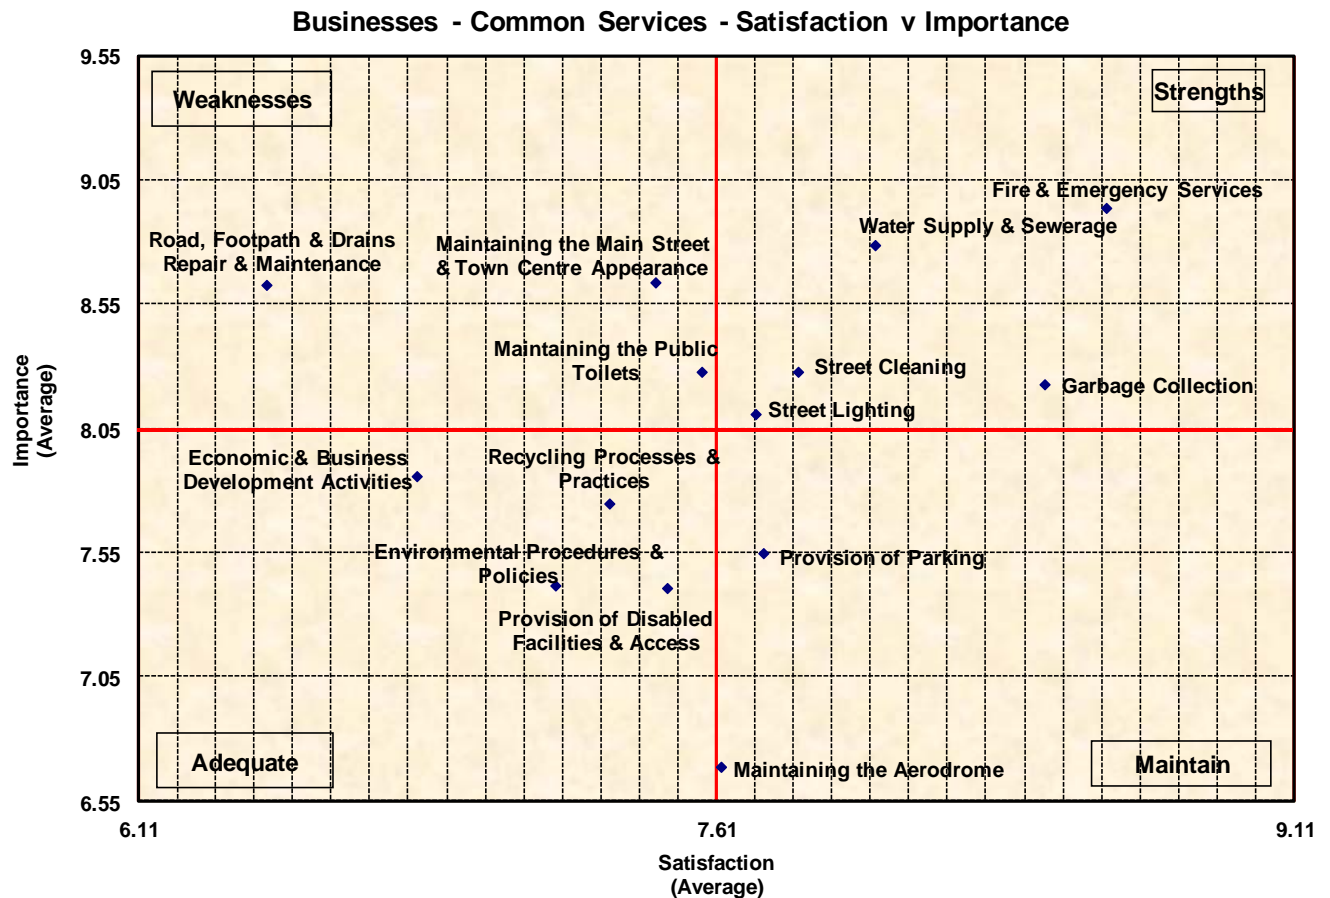 Businesses - Common Services - Satisfaction v Importance
9.55
Weaknesses
Strengths
9.05
Fire & Emergency Services
Water Supply & Sewerage
Road, Footpath & Drains
Repair & Maintenance
Maintaining the Main Street
& Town Centre Appearance
8.55
Maintaining the Public
Toilets
Street Cleaning
Garbage Collection
Street Lighting
Importance
(Average)
8.05
Economic & Business
Development Activities
Recycling Processes &
Practices
7.55
Environmental Procedures &
Policies
Provision of Parking
Provision of Disabled
Facilities & Access
7.05
Adequate
Maintaining the Aerodrome
Maintain
6.55
6.11
7.61
9.11
Satisfaction
(Average)